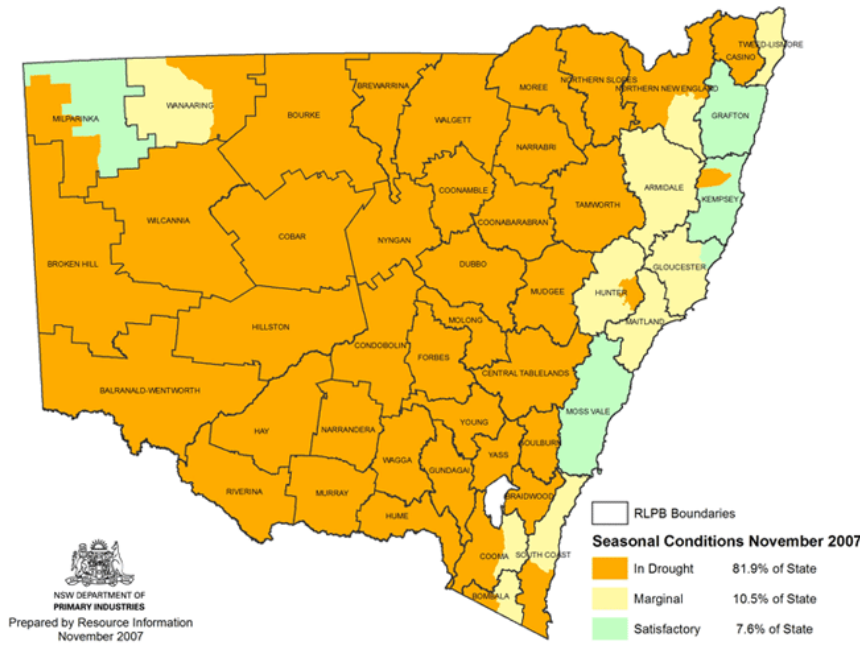 TWEED-LISMORE
CASINO
NORTHERN SLOPES
MOREE
NORTHERN NEW ENGLAND
BREWARRINA
WANAARING
BOURKE
WALGETT
GRAFTON
MILPARINKA
NARRABRI
ARMIDALE
COONAMBLE
KEMPSEY
TAMWORTH
WILCANNIA
COONABARABRAN
COBAR
NYNGAN
BROKEN HILL
DUBBO
GLOUCESTER
MUDGEE
HUNTER
MOLONG
MAITLAND
HILLSTON
CONDOBOLIN
FORBES
CENTRAL TABLELANDS
BALRANALD-WENTWORTH
MOSS VALE
YOUNG
HAY
NARRANDERA
GOULBURN
YASS
WAGGA
GUNDAGAI
RIVERINA
MURRAY
BRAIDWOOD
HUME
COOMA
SOUTH COAST
BOMBALA
RLPB Boundaries
Seasonal Conditions November 2007
In Drought 81.9% of State
Marginal 10.5% of State
Satisfactory 7.6% of State
NSW DEPARTMENT OF
PRIMARY INDUSTRIES
Prepared by Resource Information
November 2007